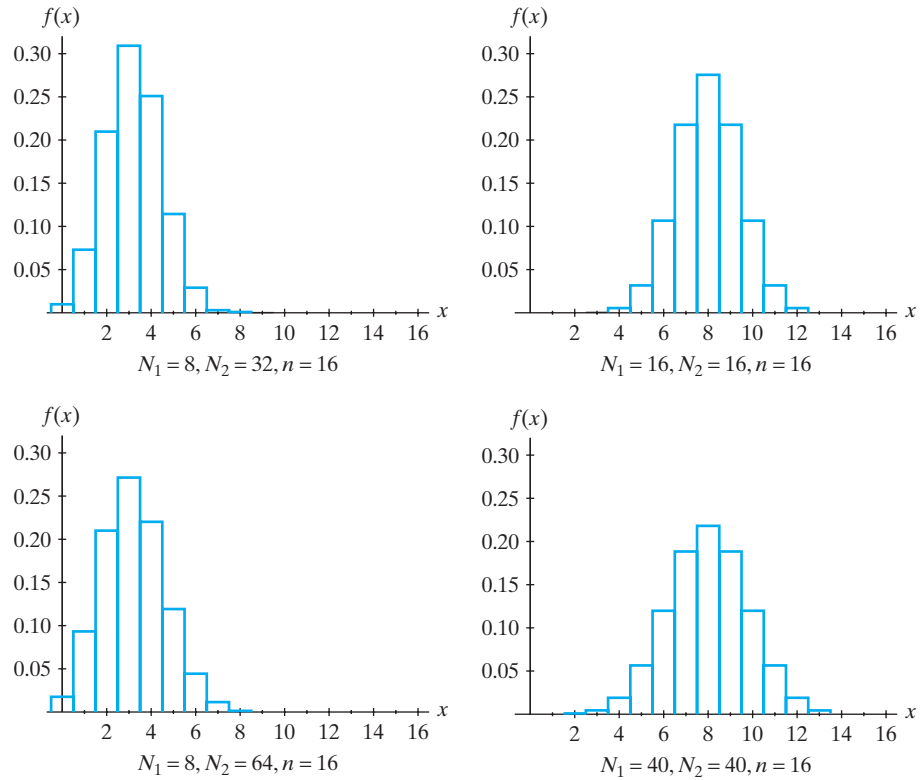 f(x)
0.30
0.25
0.20
0.15
0.10
0.05
2 4 6 8 10 12 14 16 x
N₁ = 8, N₂ = 32, n = 16
f(x)
0.30
0.25
0.20
0.15
0.10
0.05
2 4 6 8 10 12 14 16 x
N₁ = 16, N₂ = 16, n = 16
f(x)
0.30
0.25
0.20
0.15
0.10
0.05
2 4 6 8 10 12 14 16 x
N₁ = 8, N₂ = 64, n = 16
f(x)
0.30
0.25
0.20
0.15
0.10
0.05
2 4 6 8 10 12 14 16 x
N₁ = 40, N₂ = 40, n = 16